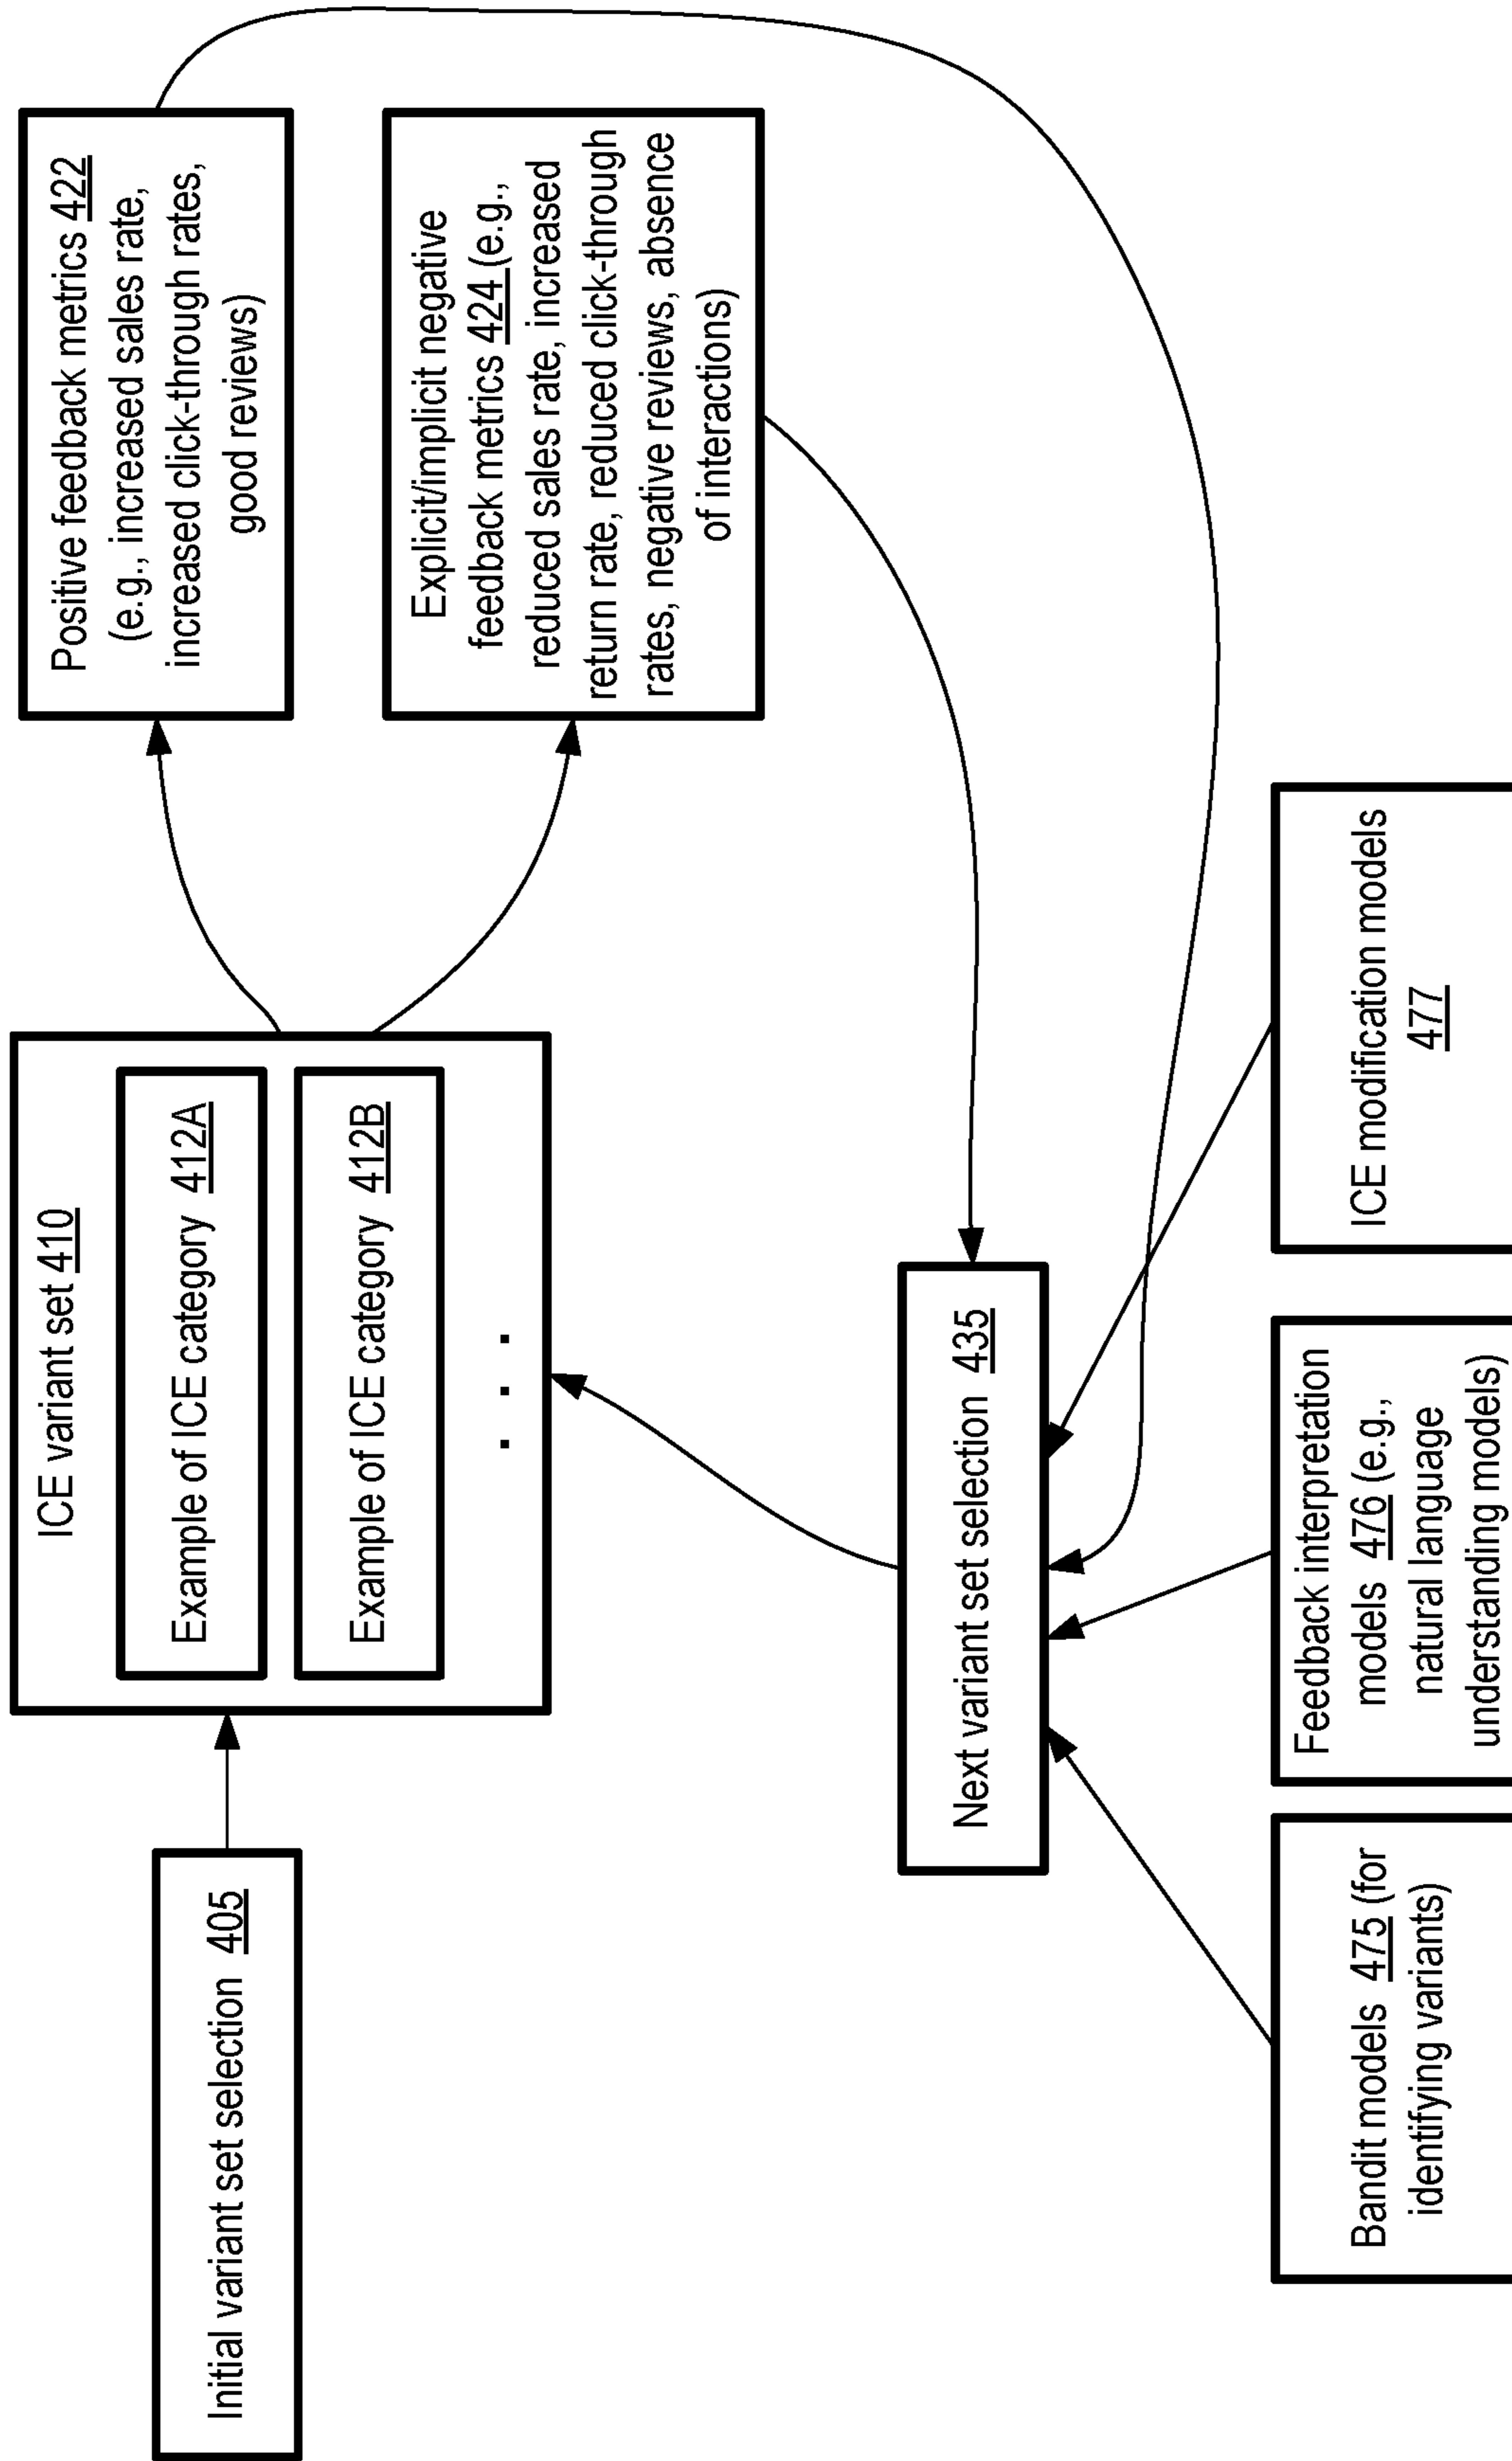 Initial variant set selection 405
ICE variant set 410
Example of ICE category 412A
Example of ICE category 412B
. . .
Positive feedback metrics 422
(e.g., increased sales rate,
increased click-through rates,
good reviews)
Explicit/implicit negative
feedback metrics 424 (e.g.,
reduced sales rate, increased
return rate, reduced click-through
rates, negative reviews, absence
of interactions)
Next variant set selection 435
Bandit models 475 (for
identifying variants)
Feedback interpretation
models 476 (e.g.,
natural language
understanding models)
ICE modification models
477